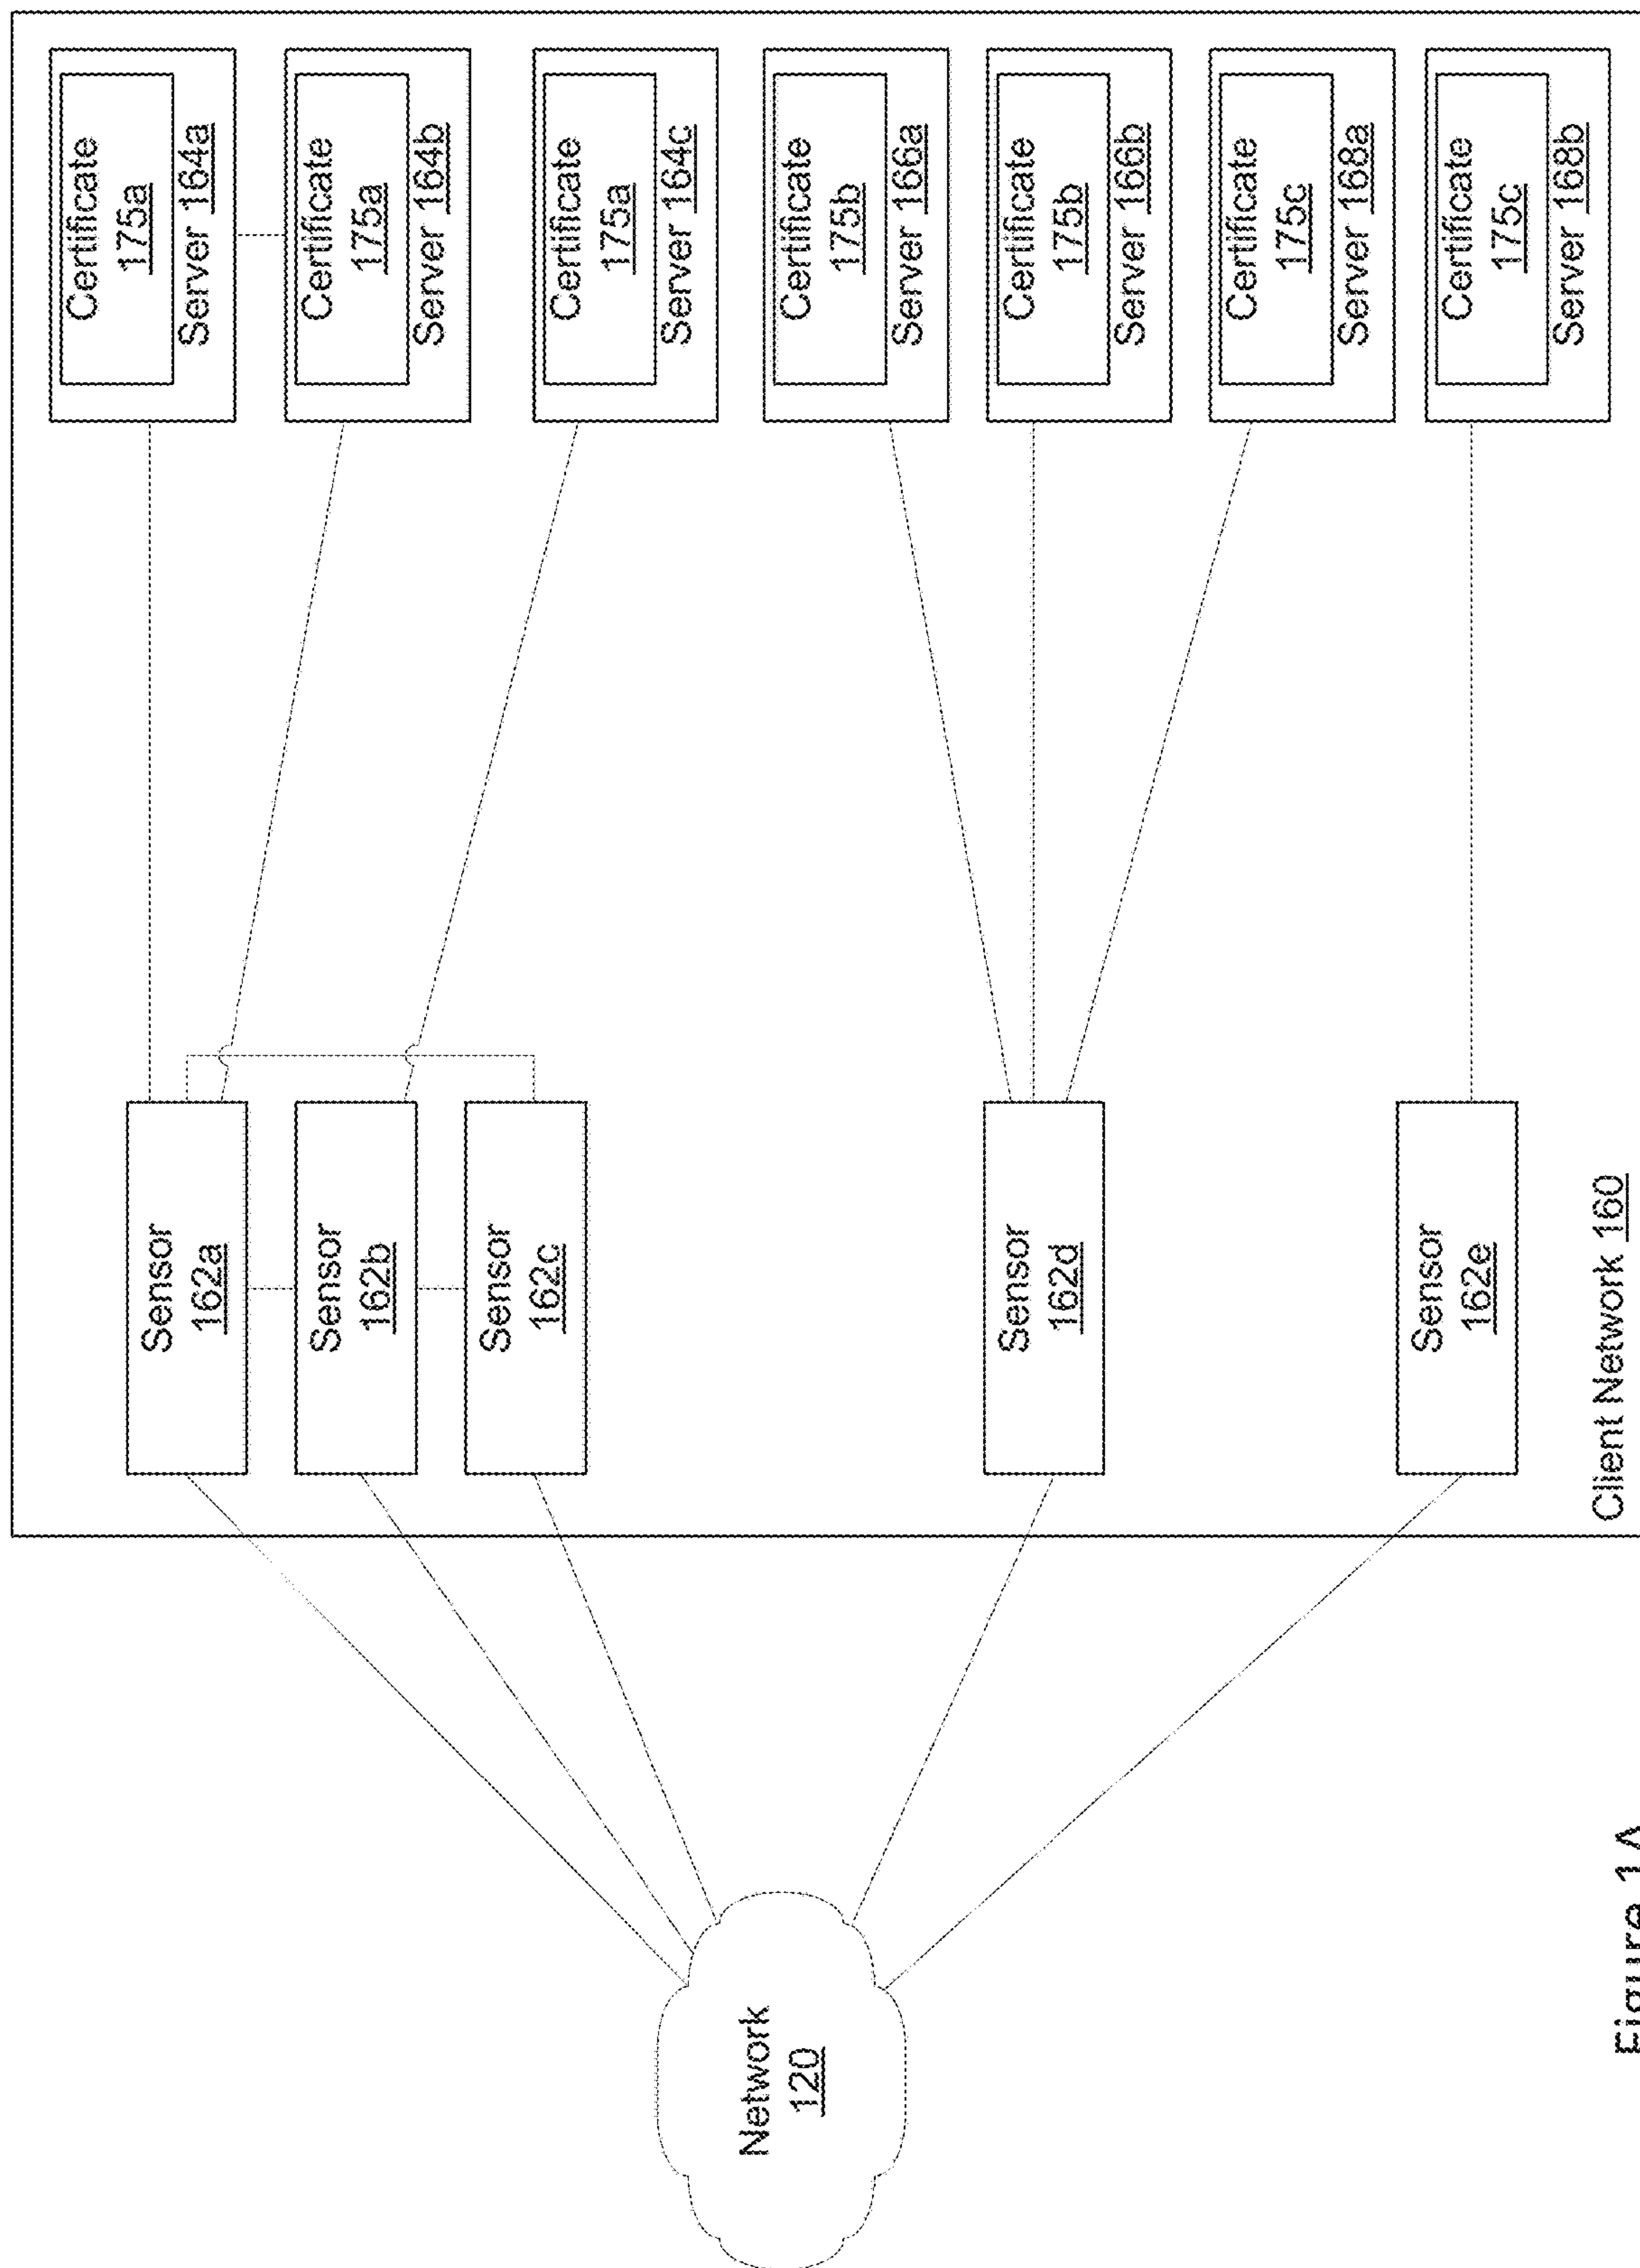 Network
120
Sensor
162a
Sensor
162b
Sensor
162c
Sensor
162d
Sensor
162e
Certificate
175a
Server 164a
Certificate
175a
Server 164b
Certificate
175a
Server 164c
Certificate
175b
Server 166a
Certificate
175b
Server 166b
Certificate
175c
Server 168a
Certificate
175c
Server 168b
Client Network 160
Figure 1A